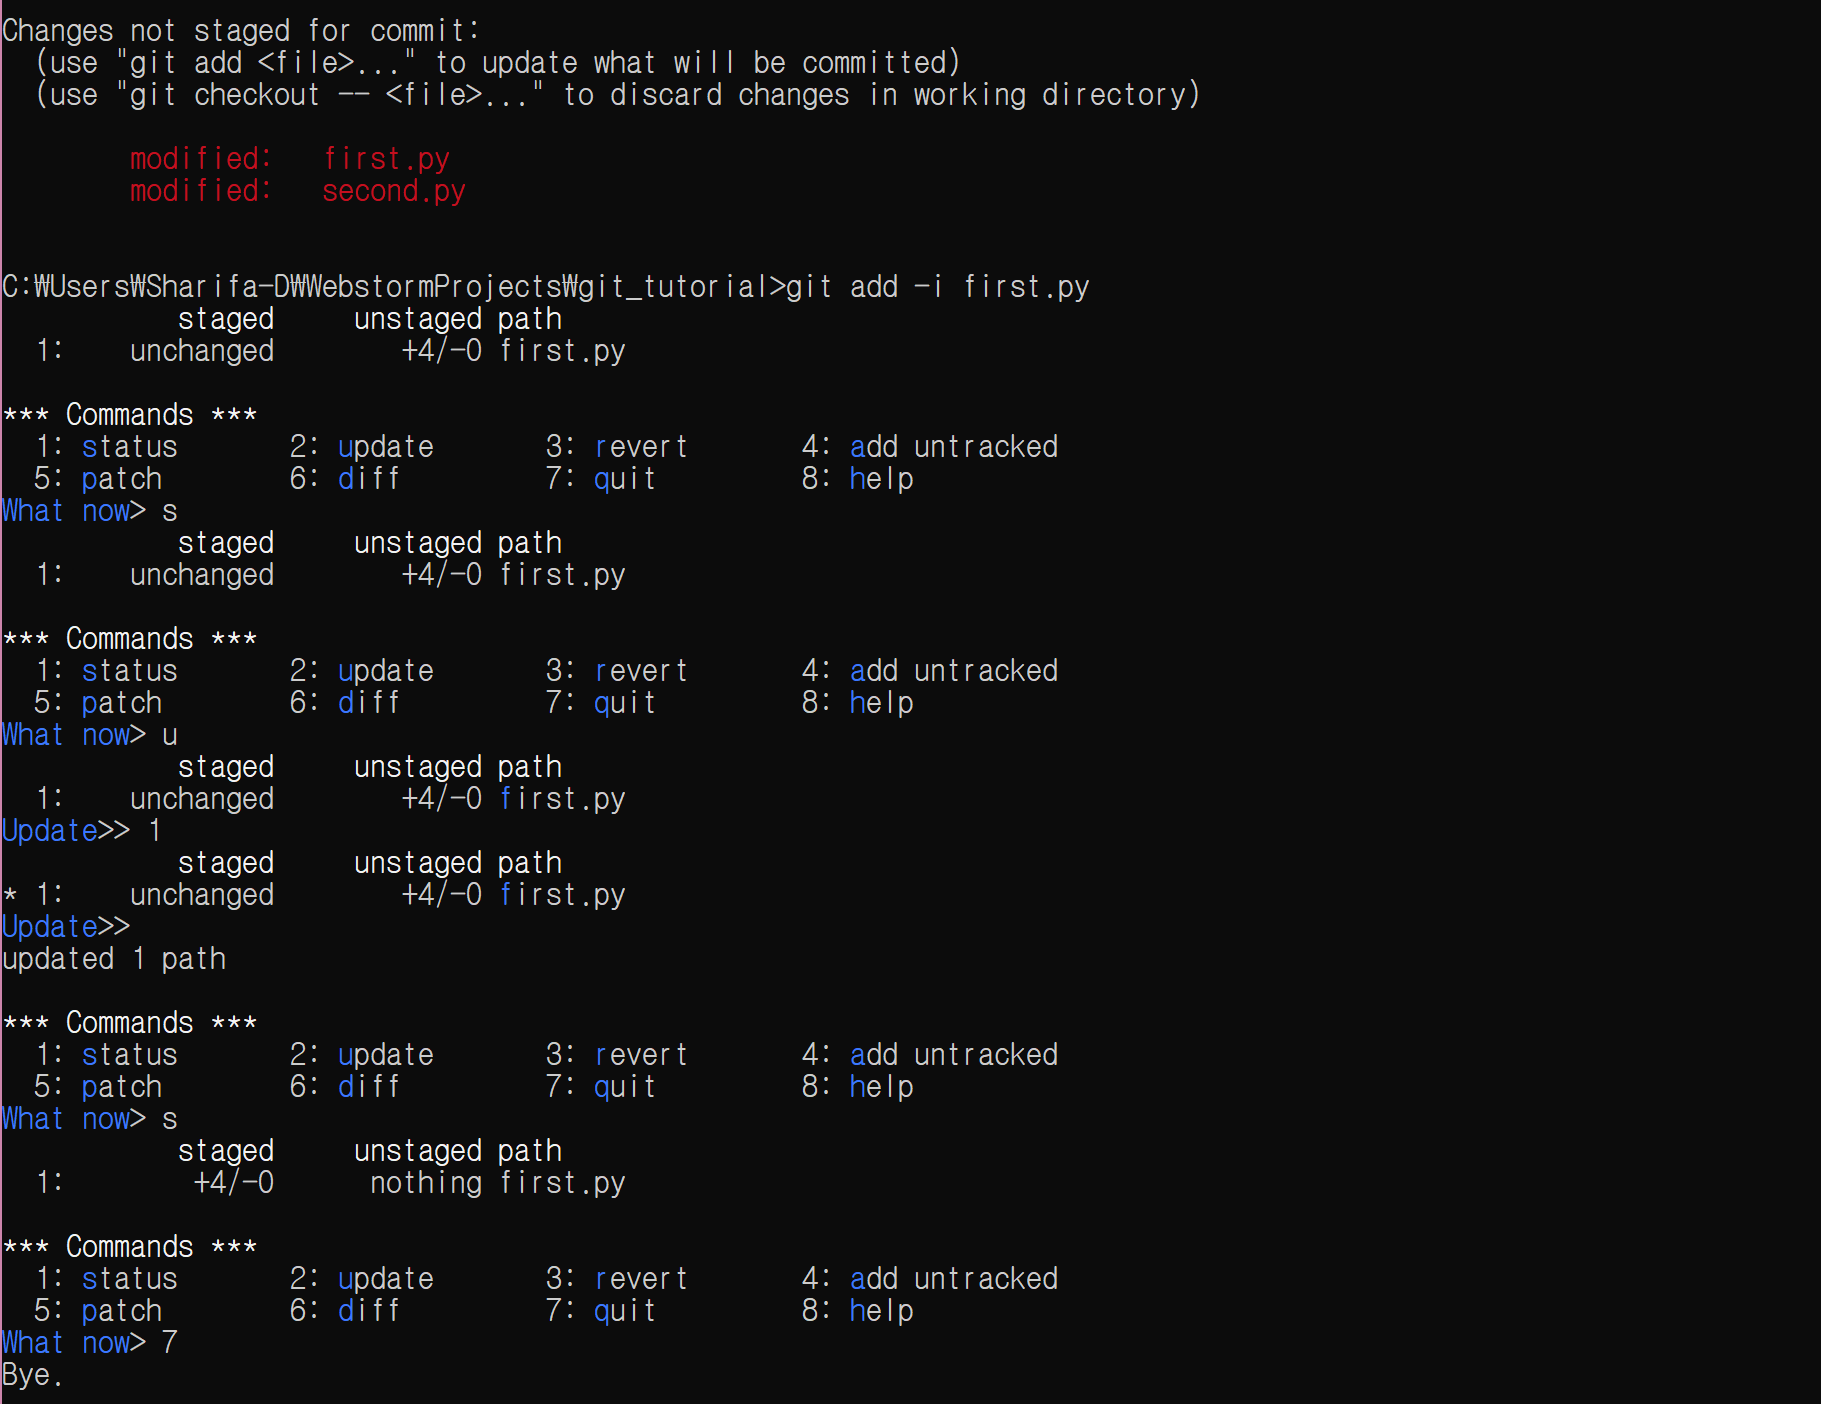 Changes not staged for commit:
  (use "git add <file>..." to update what will be committed)
  (use "git checkout -- <file>..." to discard changes in working directory)

        modified:   first.py
        modified:   second.py


C:₩Users₩Sharifa-D₩WebstormProjects₩git_tutorial>git add -i first.py
           staged     unstaged path
  1:    unchanged        +4/-0 first.py

*** Commands ***
  1: status       2: update       3: revert       4: add untracked
  5: patch        6: diff         7: quit         8: help
What now> s
           staged     unstaged path
  1:    unchanged        +4/-0 first.py

*** Commands ***
  1: status       2: update       3: revert       4: add untracked
  5: patch        6: diff         7: quit         8: help
What now> u
           staged     unstaged path
  1:    unchanged        +4/-0 first.py
Update>> 1
           staged     unstaged path
* 1:    unchanged        +4/-0 first.py
Update>>
updated 1 path

*** Commands ***
  1: status       2: update       3: revert       4: add untracked
  5: patch        6: diff         7: quit         8: help
What now> s
           staged     unstaged path
  1:        +4/-0      nothing first.py

*** Commands ***
  1: status       2: update       3: revert       4: add untracked
  5: patch        6: diff         7: quit         8: help
What now> 7
Bye.